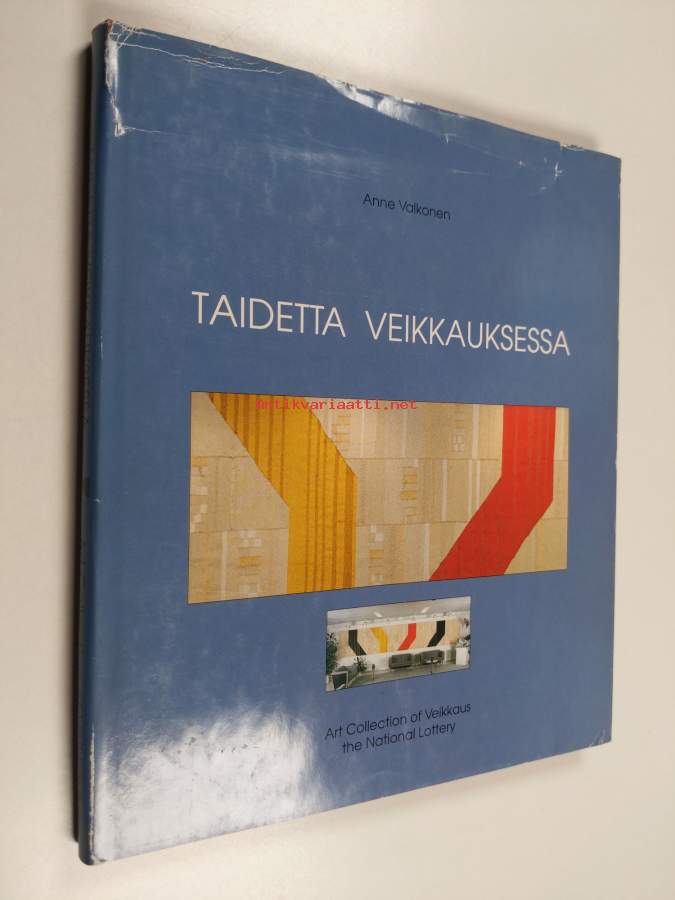 Anne Valkonen
TAIDETTA VEIKKAUKSESSA
antikvariaatti.net
Art Collection of Veikkaus
the National Lottery